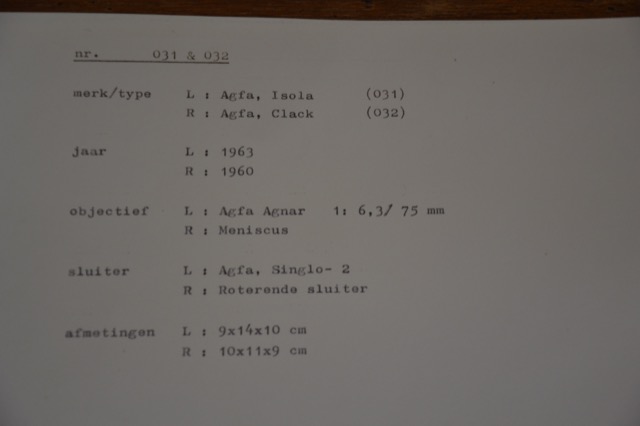 nr. 031 & 032
merk/type L : Agfa, Isola (031)
R : Agfa, Clack (032)
jaar L : 1963
R : 1960
objectief L : Agfa Agnar 1: 6,3/ 75 mm
R : Meniscus
sluiter L : Agfa, Singlo- 2
R : Roterende sluiter
afmetingen L : 9x14x10 cm
R : 10x11x9 cm